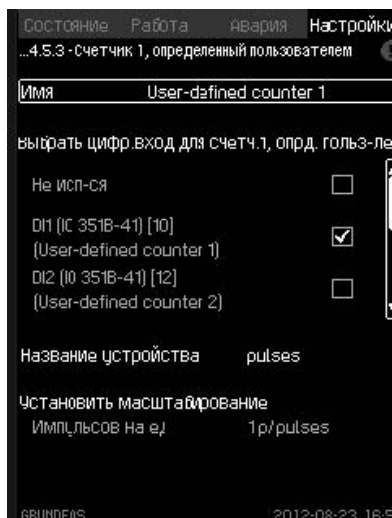 Состояние Работа Авария Настройки
...4.5.3 - Счетчик 1, определенный пользователем
Имя User-defined counter 1
Выбрать цифр.вход для счетч.1, опрд. польз-ле
Не исп-ся
DI1 (IO 351B-41) [10]
(User-defined counter 1)
DI2 (IO 351B-41) [12]
(User-defined counter 2)
Название устройства pulses
Установить масштабирование
Импульсов на ед 1p/pulses
GRUNDFOS 2012-08-23 16:5